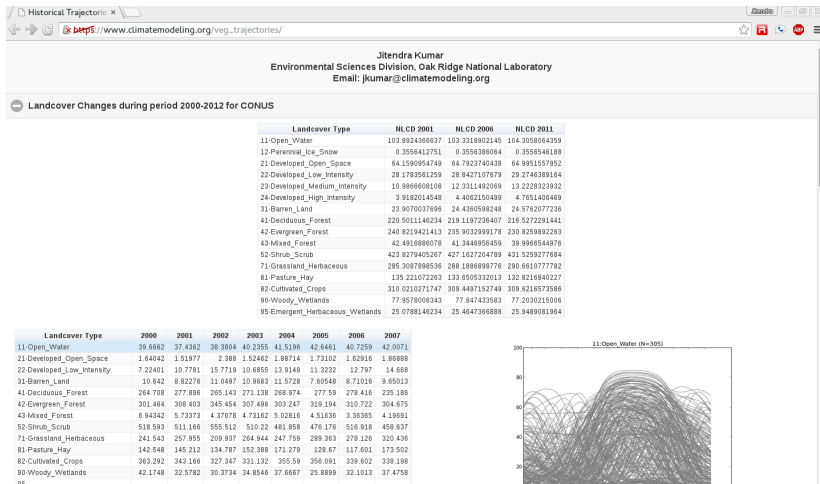 Historical Trajectorie ×
Jitendra
https://www.climatemodeling.org/veg_trajectories/
ABP
Jitendra Kumar
Environmental Sciences Division, Oak Ridge National Laboratory
Email: jkumar@climatemodeling.org
Landcover Changes during period 2000-2012 for CONUS
Landcover Type NLCD 2001 NLCD 2006 NLCD 2011
11-Open_Water 103.8924366637 103.3318902145 104.3058064359
12-Perennial_Ice_Snow 0.3556412751 0.3556386064 0.3556546188
21-Developed_Open_Space 64.1590954749 64.7923740438 64.9951557952
22-Developed_Low_Intensity 28.1783561259 28.8427107679 29.2746389164
23-Developed_Medium_Intensity 10.9866608108 12.3311492069 13.2228323932
24-Developed_High_Intensity 3.9182014548 4.4062150499 4.7651406469
31-Barren_Land 23.9070037696 24.4360598248 24.5762077236
41-Deciduous_Forest 220.5011146234 219.1197236407 216.5272291441
42-Evergreen_Forest 240.8219421413 235.9032999178 230.8259892263
43-Mixed_Forest 42.4916886078 41.3446956459 39.9966544976
52-Shrub_Scrub 423.8279405267 427.1627204789 431.5259277684
71-Grassland_Herbaceous 285.3087898536 288.1886898776 290.6610777782
81-Pasture_Hay 135.221072263 133.6505332013 132.8216840227
82-Cultivated_Crops 310.0210271747 309.4497152749 309.6216573586
90-Woody_Wetlands 77.9578006343 77.847433583 77.2030215006
95-Emergent_Herbaceous_Wetlands 25.0788146234 25.4647366888 25.9489081964
Landcover Type 2000 2001 2002 2003 2004 2005 2006 2007
11-Open_Water 39.6662 37.4362 38.3804 40.2355 41.5196 42.6461 40.7259 42.0071
21-Developed_Open_Space 1.64042 1.51977 2.388 1.52462 1.88714 1.73102 1.62916 1.86888
22-Developed_Low_Intensity 7.22401 10.7781 15.7719 10.6855 13.9149 11.3232 12.797 14.668
31-Barren_Land 10.642 8.82276 11.0497 10.9683 11.5728 7.60548 8.71016 9.65013
41-Deciduous_Forest 264.708 277.896 265.143 271.138 268.974 277.59 278.416 235.186
42-Evergreen_Forest 301.464 308.403 345.454 307.496 303.247 319.194 310.722 304.675
43-Mixed_Forest 6.94342 5.73373 4.37078 4.73162 5.02816 4.51636 3.36365 4.19691
52-Shrub_Scrub 518.593 511.166 555.512 510.22 481.858 476.176 516.918 458.637
71-Grassland_Herbaceous 241.543 257.955 209.937 264.944 247.759 289.363 278.126 320.436
81-Pasture_Hay 142.548 145.212 134.787 152.388 171.279 128.67 117.601 173.502
82-Cultivated_Crops 363.292 343.166 327.347 331.132 355.59 356.091 339.602 338.198
90-Woody_Wetlands 42.1748 32.5782 30.3734 34.8546 37.6667 25.8899 32.1013 37.4758
11:Open_Water (N=305)
100
80
60
40
20